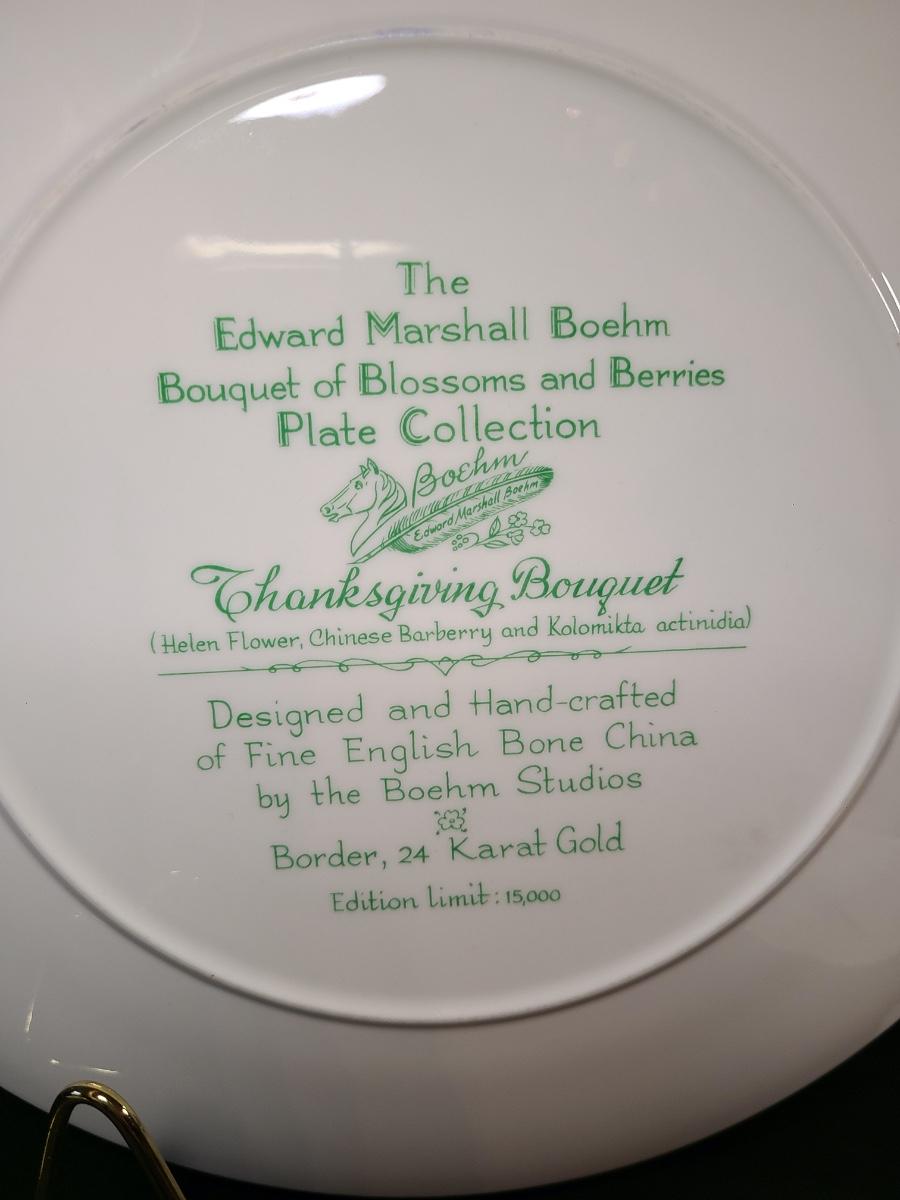 The
Edward Marshall Boehm
Bouquet of Blossoms and Berries
Plate Collection
Boehm
Edward Marshall Boehm
Thanksgiving Bouquet
(Helen Flower, Chinese Barberry and Kolomikta actinidia)
Designed and Hand-crafted
of Fine English Bone China
by the Boehm Studios
Border, 24 Karat Gold
Edition limit: 15,000